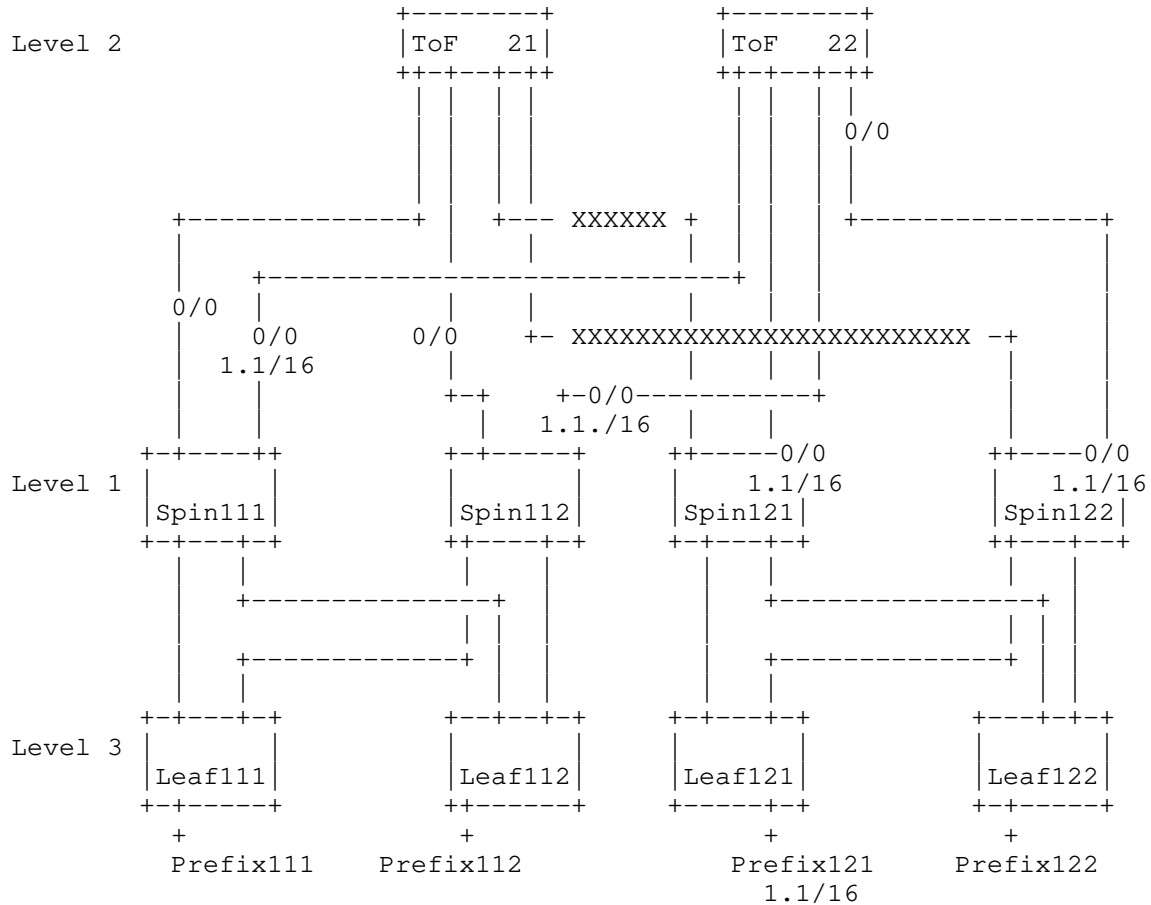 Level 2 ToF 21 ToF 22
0/0
XXXXXX
0/0
0/0 0/0 XXXXXXXXXXXXXXXXXXXXXXXXX
1.1/16
0/0
1.1./16
0/0 0/0
Level 1 1.1/16 1.1/16
Spin111 Spin112 Spin121 Spin122
Level 3
Leaf111 Leaf112 Leaf121 Leaf122
Prefix111 Prefix112 Prefix121 Prefix122
1.1/16